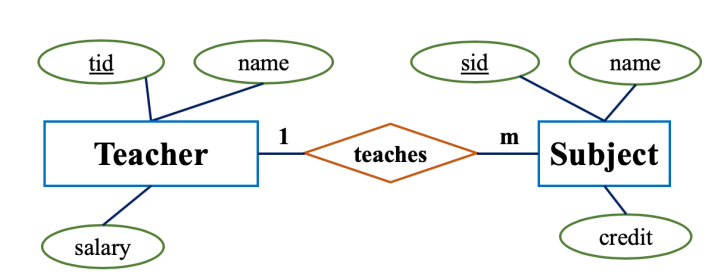 tid
name
sid
name
Teacher
1
teaches
m
Subject
salary
credit